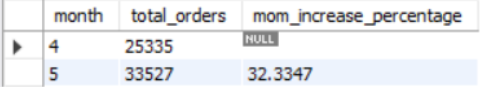 month total_orders mom_increase_percentage
4 25335 NULL
5 33527 32.3347